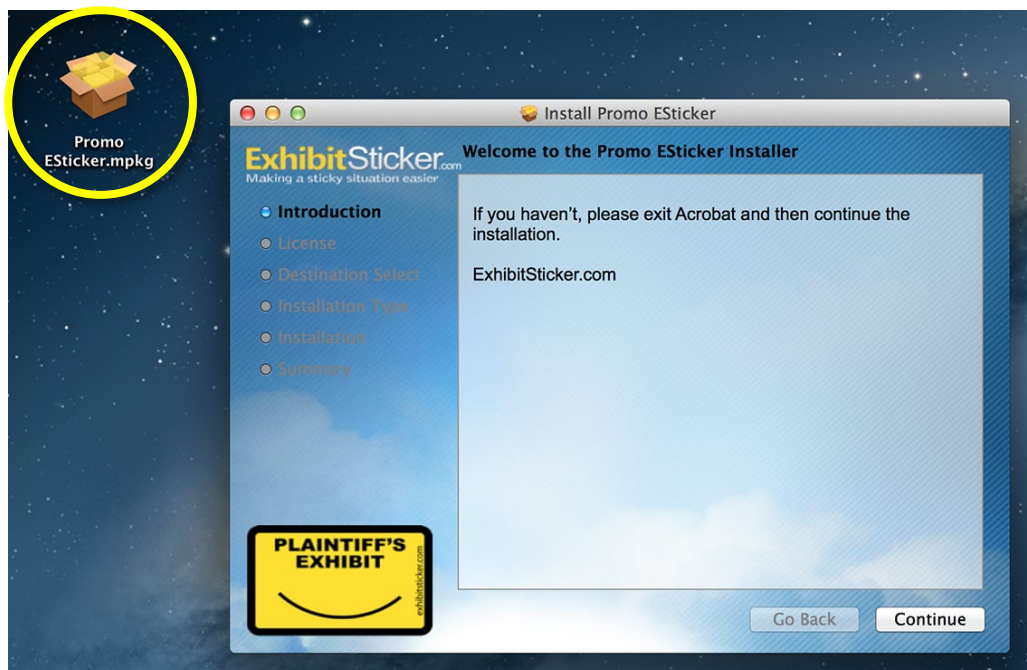 Promo
ESticker.mpkg
Install Promo ESticker
ExhibitSticker.com
Making a sticky situation easier
Welcome to the Promo ESticker Installer
Introduction
License
Destination Select
Installation Type
Installation
Summary
If you haven’t, please exit Acrobat and then continue the
installation.
ExhibitSticker.com
PLAINTIFF’S
EXHIBIT
exhibitsticker.com
Go Back
Continue